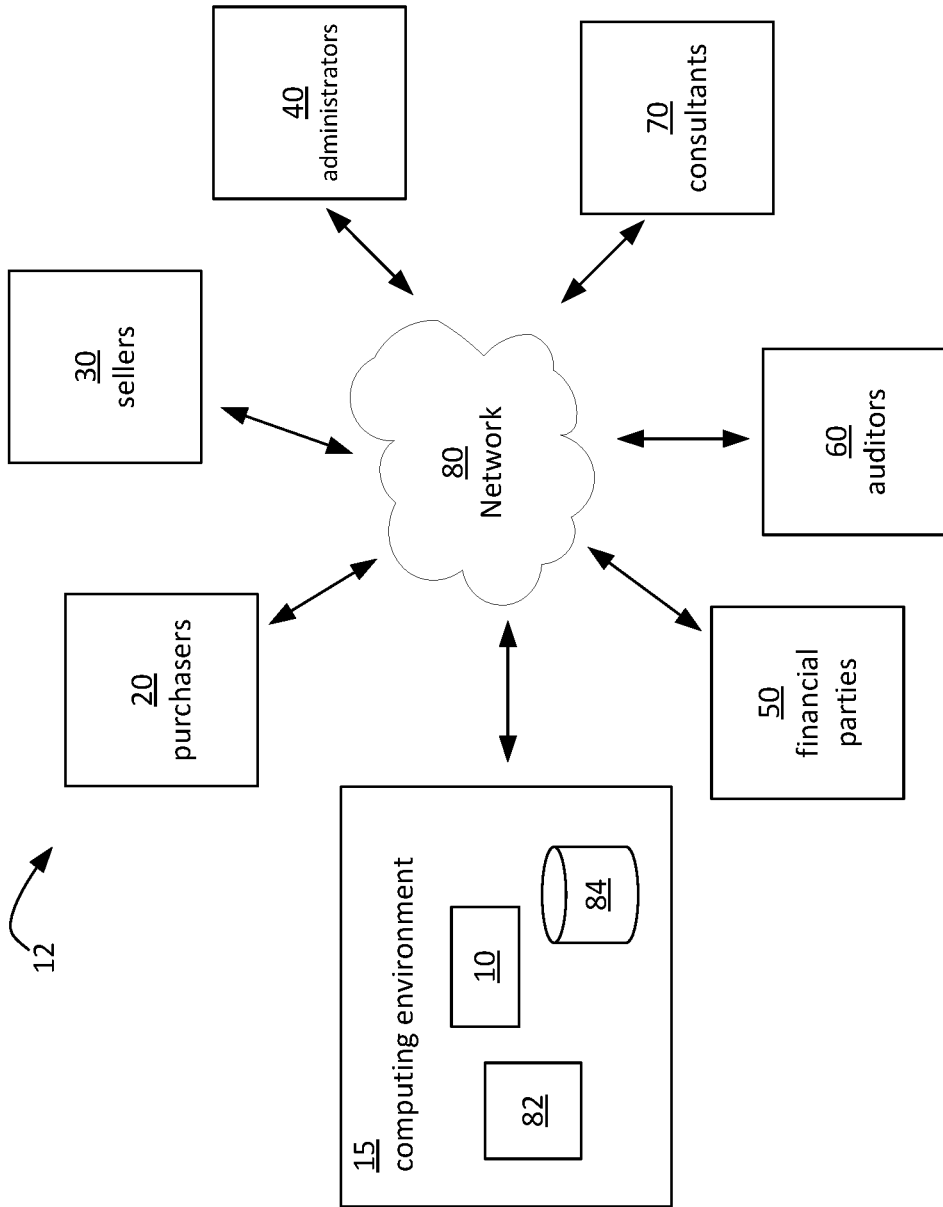 12
15
computing environment
82
10
84
20
purchasers
30
sellers
40
administrators
80
Network
50
financial
parties
60
auditors
70
consultants